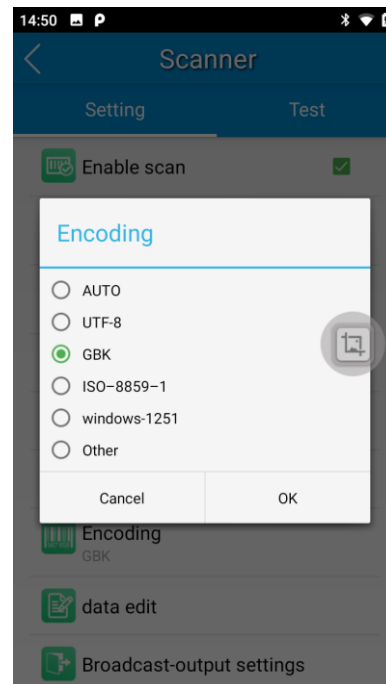 14:50
Scanner
Setting Test
Enable scan
Encoding
AUTO
UTF-8
GBK
ISO-8859-1
windows-1251
Other
Cancel OK
Encoding
GBK
data edit
Broadcast-output settings